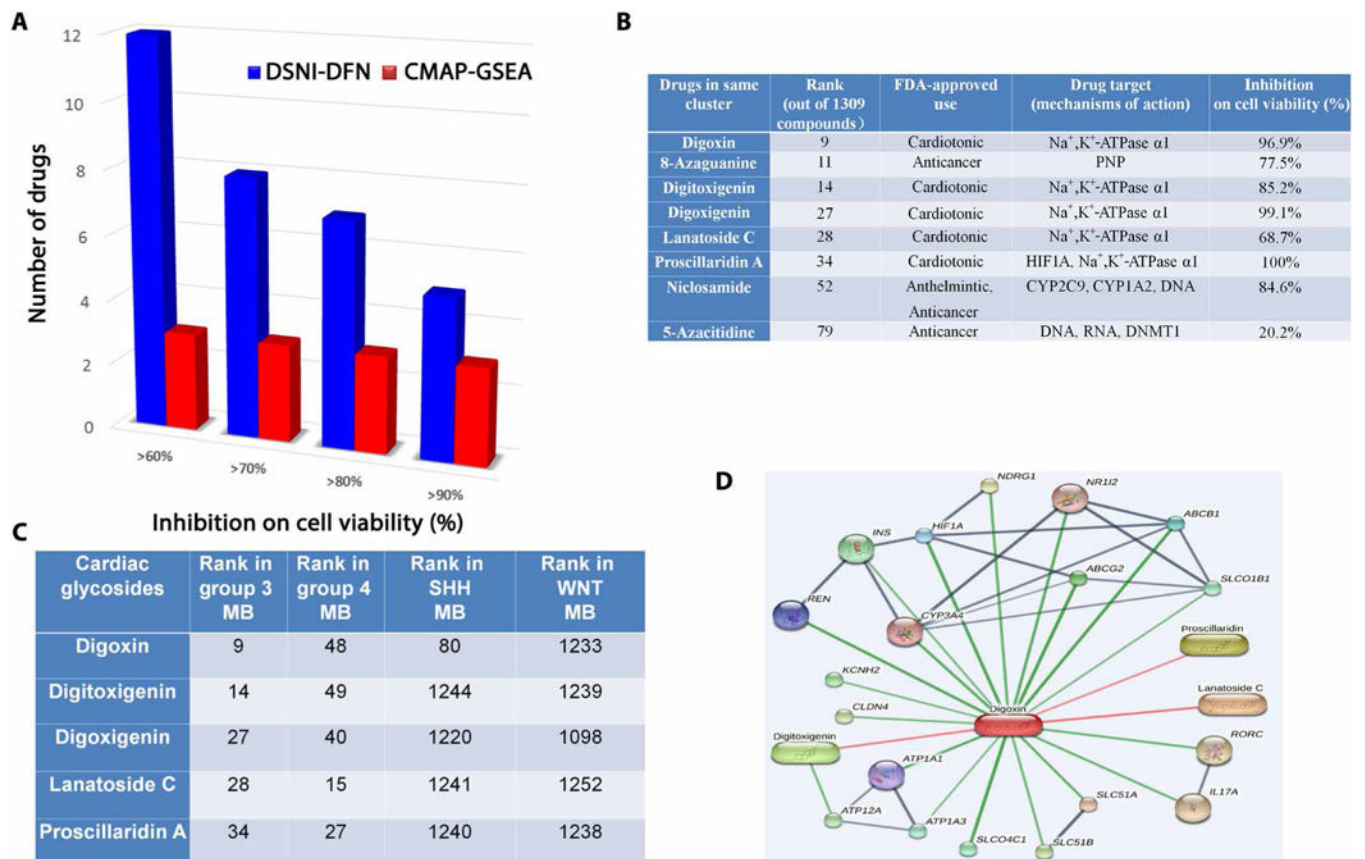 A
12
10
8
6
4
2
0
Number of drugs
DSNI-DFN CMAP-GSEA
>60%
>70%
>80%
>90%
Inhibition on cell viability (%)
B
Drugs in same cluster | Rank (out of 1309 compounds） | FDA-approved use | Drug target (mechanisms of action) | Inhibition on cell viability (%)
Digoxin 9 Cardiotonic Na⁺,K⁺-ATPase α1 96.9%
8-Azaguanine 11 Anticancer PNP 77.5%
Digitoxigenin 14 Cardiotonic Na⁺,K⁺-ATPase α1 85.2%
Digoxigenin 27 Cardiotonic Na⁺,K⁺-ATPase α1 99.1%
Lanatoside C 28 Cardiotonic Na⁺,K⁺-ATPase α1 68.7%
Proscillaridin A 34 Cardiotonic HIF1A, Na⁺,K⁺-ATPase α1 100%
Niclosamide 52 Anthelmintic, CYP2C9, CYP1A2, DNA 84.6%
Anticancer
5-Azacitidine 79 Anticancer DNA, RNA, DNMT1 20.2%
C
Cardiac glycosides | Rank in group 3 MB | Rank in group 4 MB | Rank in SHH MB | Rank in WNT MB
Digoxin 9 48 80 1233
Digitoxigenin 14 49 1244 1239
Digoxigenin 27 40 1220 1098
Lanatoside C 28 15 1241 1252
Proscillaridin A 34 27 1240 1238
D
NDRG1
NR1I2
INS
HIF1A
ABCB1
ABCG2
SLCO1B1
REN
CYP3A4
Proscillaridin
KCNH2
Lanatoside C
CLDN4
Digoxin
Digitoxigenin
RORC
ATP1A1
IL17A
SLC51A
ATP12A
ATP1A3
SLCO4C1
SLC51B